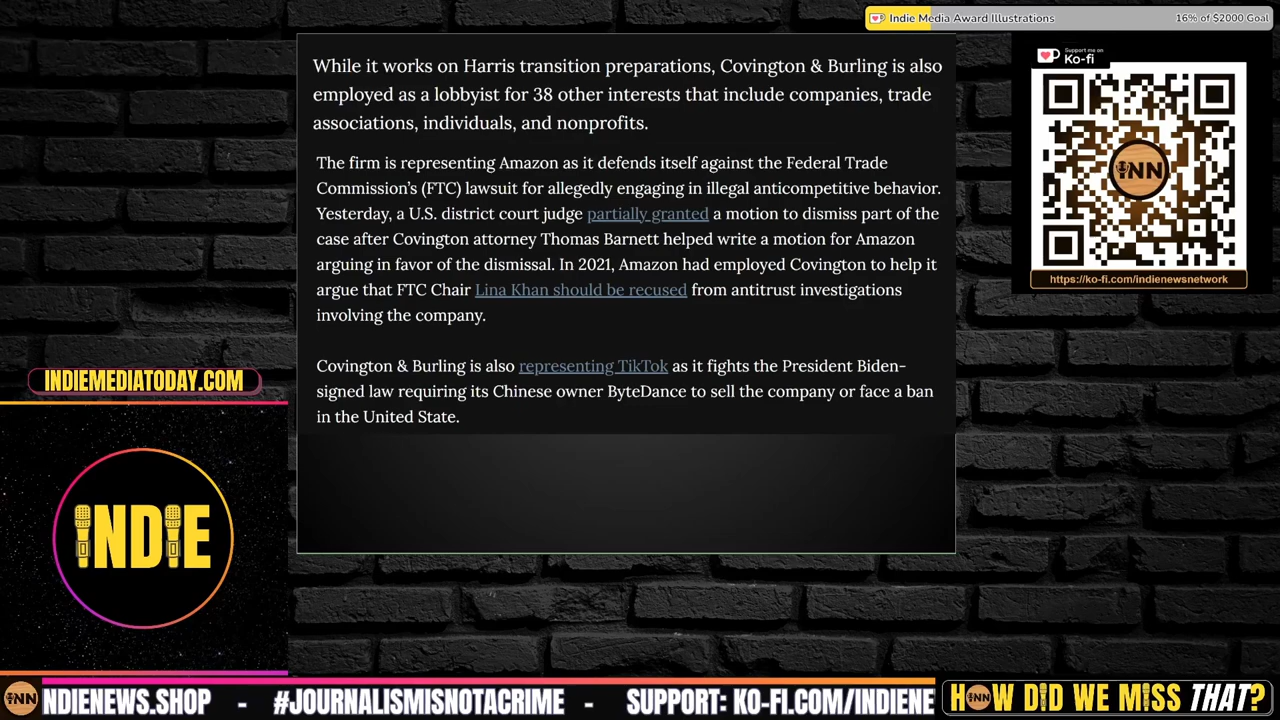 Indie Media Award Illustrations
16% of $2000 Goal
While it works on Harris transition preparations, Covington & Burling is also
employed as a lobbyist for 38 other interests that include companies, trade
associations, individuals, and nonprofits.
The firm is representing Amazon as it defends itself against the Federal Trade
Commission’s (FTC) lawsuit for allegedly engaging in illegal anticompetitive behavior.
Yesterday, a U.S. district court judge partially granted a motion to dismiss part of the
case after Covington attorney Thomas Barnett helped write a motion for Amazon
arguing in favor of the dismissal. In 2021, Amazon had employed Covington to help it
argue that FTC Chair Lina Khan should be recused from antitrust investigations
involving the company.
Covington & Burling is also representing TikTok as it fights the President Biden-
signed law requiring its Chinese owner ByteDance to sell the company or face a ban
in the United State.
Support me on
Ko-fi
INN
https://ko-fi.com/indienewsnetwork
INDIEMEDIATODAY.COM
INDIE
INN
NDIENEWS.SHOP - #JOURNALISMISNOTACRIME - SUPPORT: KO-FI.COM/INDIENE
HOW DID WE MISS THAT?